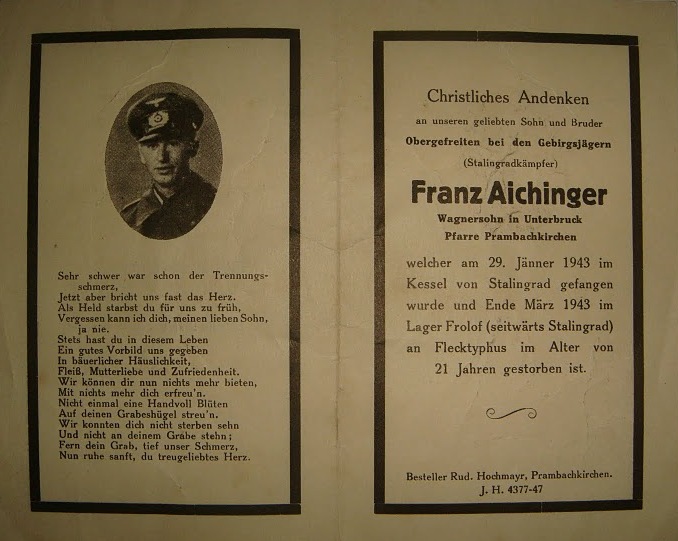 Sehr schwer war schon der Trennungs-
schmerz,
Jetzt aber bricht uns fast das Herz.
Als Held starbst du für uns zu früh,
Vergessen kann ich dich, meinen lieben Sohn,
ja nie.
Stets hast du in diesem Leben
Ein gutes Vorbild uns gegeben
In bäuerlicher Häuslichkeit,
Fleiß, Mutterliebe und Zufriedenheit.
Wir können dir nun nichts mehr bieten,
Mit nichts mehr dich erfreu'n.
Nicht einmal eine Handvoll Blüten
Auf deinen Grabeshügel streu'n.
Wir konnten dich nicht sterben sehn
Und nicht an deinem Grabe stehn;
Fern dein Grab, tief unser Schmerz,
Nun ruhe sanft, du treugeliebtes Herz.
Christliches Andenken
an unseren geliebten Sohn und Bruder
Obergefreiten bei den Gebirgsjägern
(Stalingradkämpfer)
Franz Aichinger
Wagnersohn in Unterbruck
Pfarre Prambachkirchen
welcher am 29. Jänner 1943 im
Kessel von Stalingrad gefangen
wurde und Ende März 1943 im
Lager Frolof (seitwärts Stalingrad)
an Flecktyphus im Alter von
21 Jahren gestorben ist.
Besteller Rud. Hochmayr, Prambachkirchen.
J. H. 4377-47